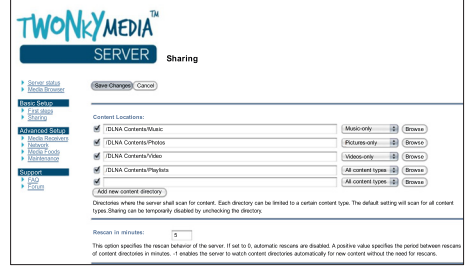 TWONKYMEDIA™
SERVER
Sharing
Server status
Media Browser
Save Changes Cancel
Basic Setup
First steps
Sharing
Content Locations:
Advanced Setup
/DLNA Contents/Music Music-only Browse
Media Receivers
Network
/DLNA Contents/Photos Pictures-only Browse
Media Feeds
Maintenance
/DLNA Contents/Video Videos-only Browse
Support
/DLNA Contents/Playlists All content types Browse
FAQ
Forum
All content types Browse
Add new content directory
Directories where the server shall scan for content. Each directory can be limited to a certain content type. The default setting will scan for all content
types.Sharing can be temporarily disabled by unchecking the directory.
Rescan in minutes: 5
This option specifies the rescan behavior of the server. If set to 0, automatic rescans are disabled. A positive value specifies the period between rescans
of content directories in minutes. -1 enables the server to watch content directories automatically for new content without the need for rescans.